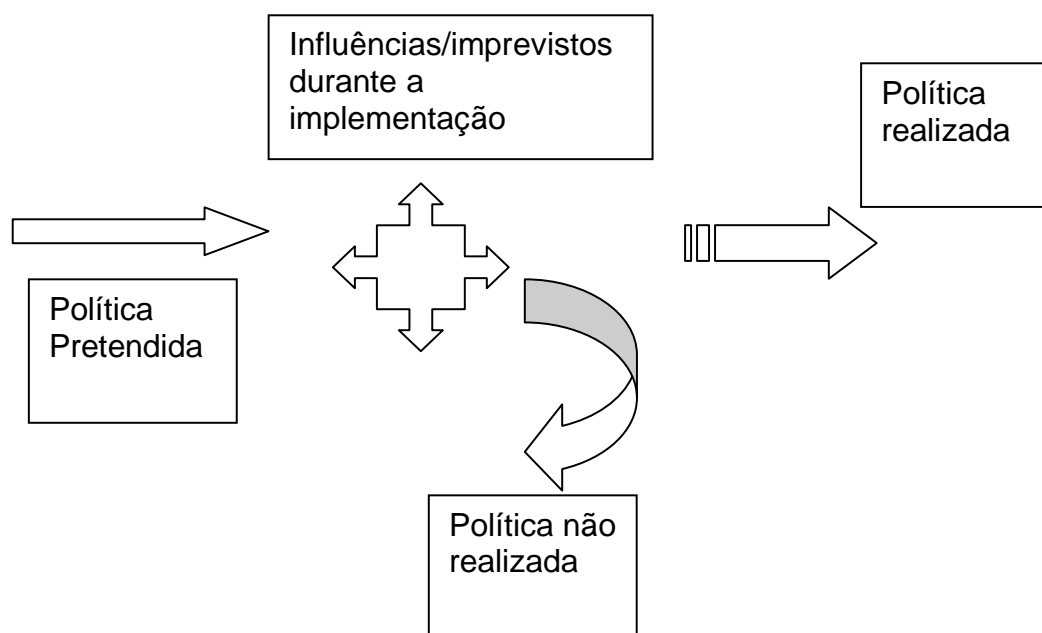 Influências/imprevistos
durante a
implementação
Política
realizada
Política
Pretendida
Política não
realizada